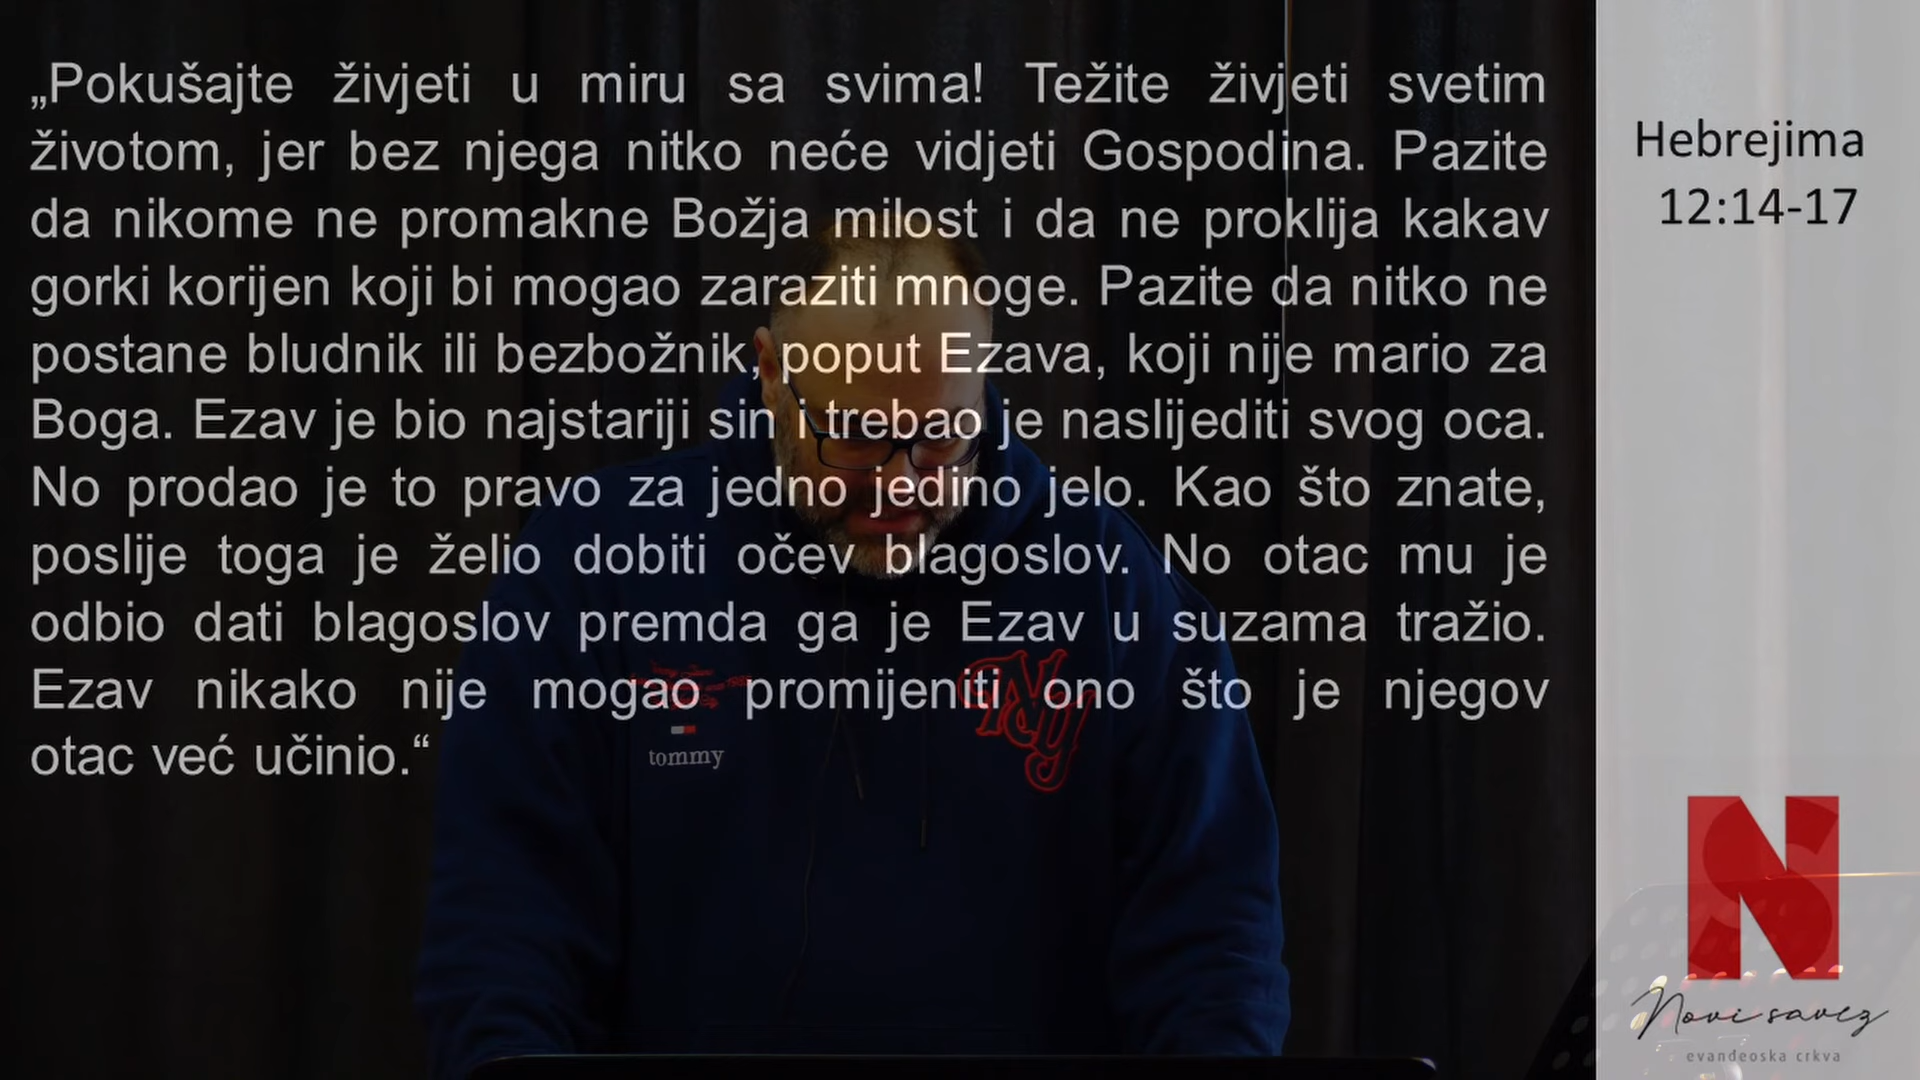 „Pokušajte živjeti u miru sa svima! Težite živjeti svetim
životom, jer bez njega nitko neće vidjeti Gospodina. Pazite
da nikome ne promakne Božja milost i da ne proklija kakav
gorki korijen koji bi mogao zaraziti mnoge. Pazite da nitko ne
postane bludnik ili bezbožnik, poput Ezava, koji nije mario za
Boga. Ezav je bio najstariji sin i trebao je naslijediti svog oca.
No prodao je to pravo za jedno jedino jelo. Kao što znate,
poslije toga je želio dobiti očev blagoslov. No otac mu je
odbio dati blagoslov premda ga je Ezav u suzama tražio.
Ezav nikako nije mogao promijeniti ono što je njegov
otac već učinio.“
Hebrejima
12:14-17
tommy
NY
NS
Novi savez
evanđeoska crkva